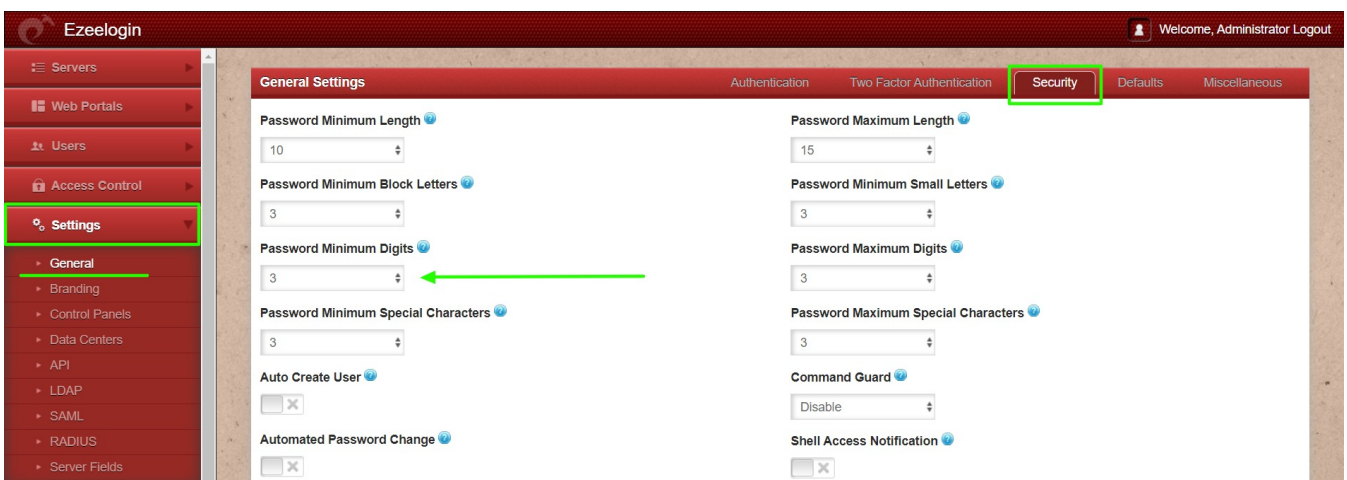 Ezeelogin
Welcome, Administrator Logout
Servers
Web Portals
Users
Access Control
Settings
General
Branding
Control Panels
Data Centers
API
LDAP
SAML
RADIUS
Server Fields
General Settings
Authentication
Two Factor Authentication
Security
Defaults
Miscellaneous
Password Minimum Length
10
Password Maximum Length
15
Password Minimum Block Letters
3
Password Minimum Small Letters
3
Password Minimum Digits
3
Password Maximum Digits
3
Password Minimum Special Characters
3
Password Maximum Special Characters
3
Auto Create User
Command Guard
Disable
Automated Password Change
Shell Access Notification